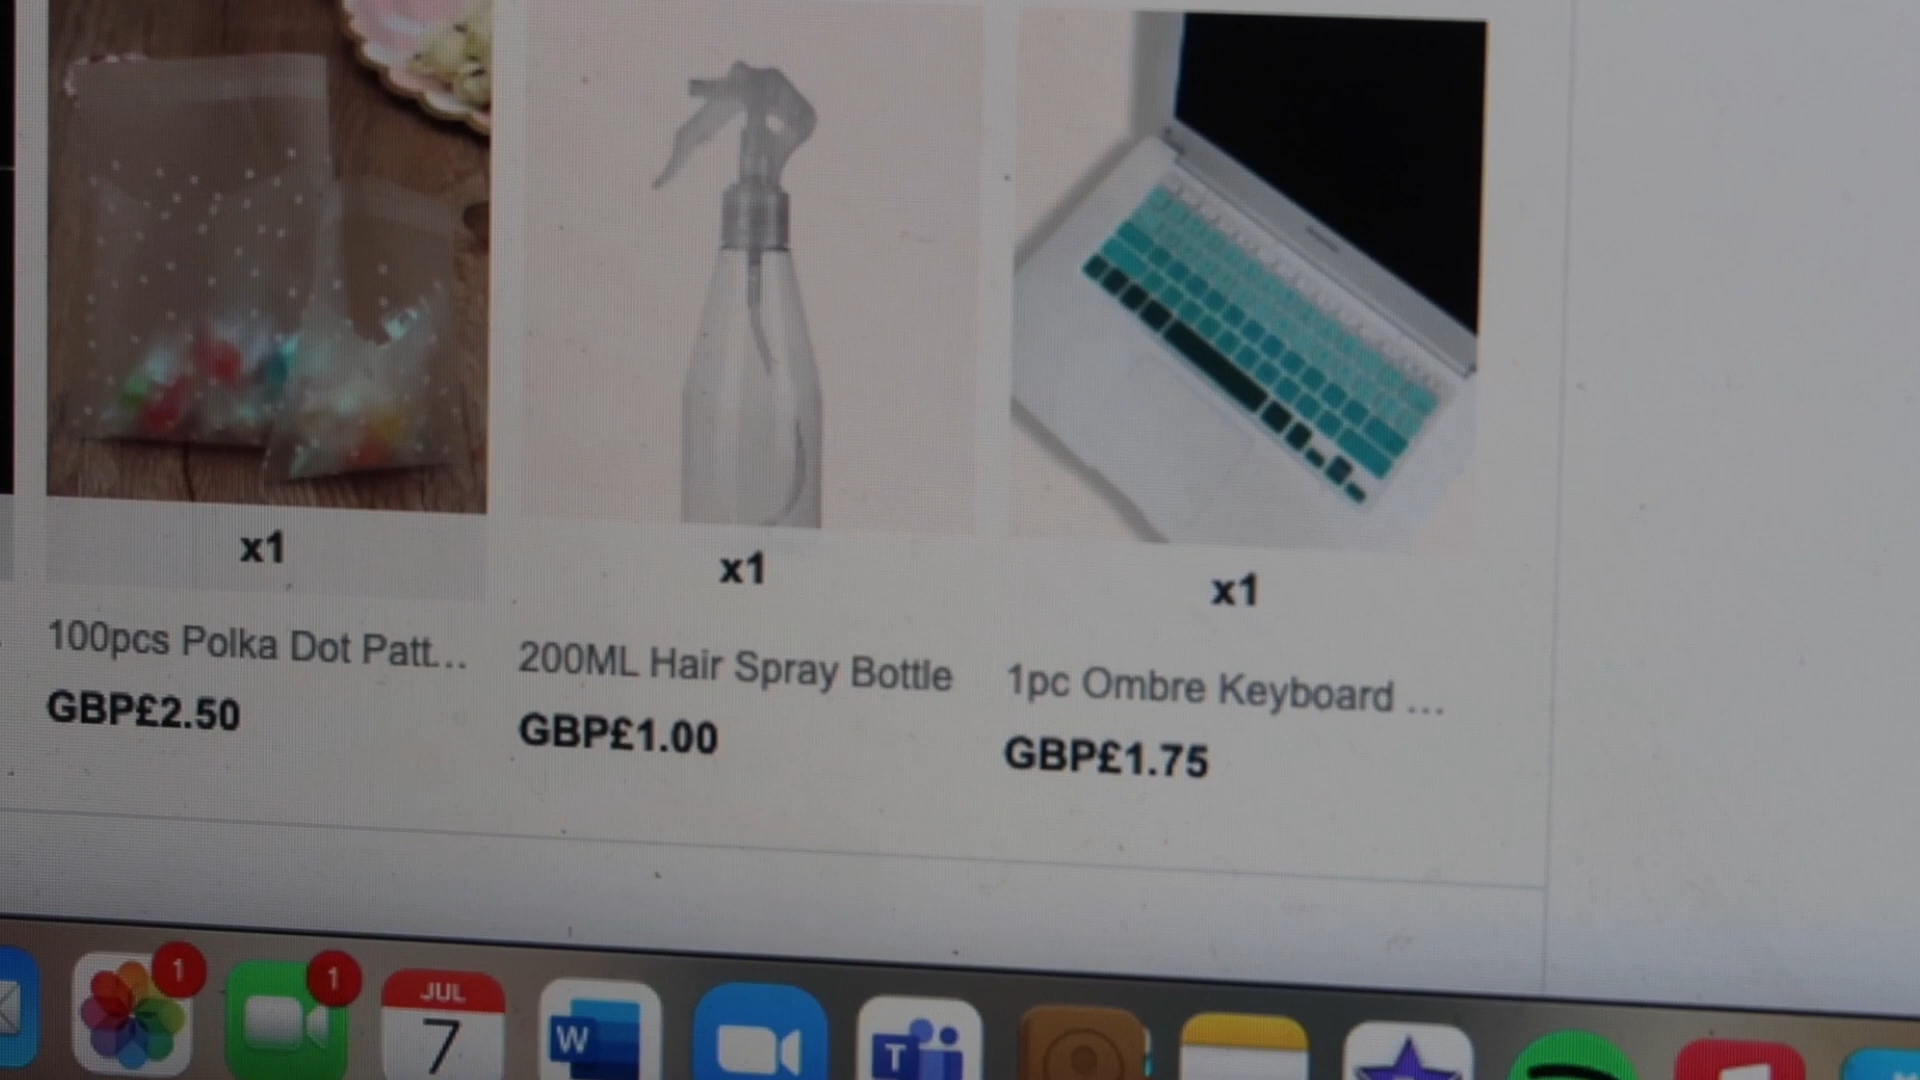 x1
x1
x1
100pcs Polka Dot Patt...
200ML Hair Spray Bottle
1pc Ombre Keyboard ...
GBP£2.50
GBP£1.00
GBP£1.75
1
1
JUL
7
W
T